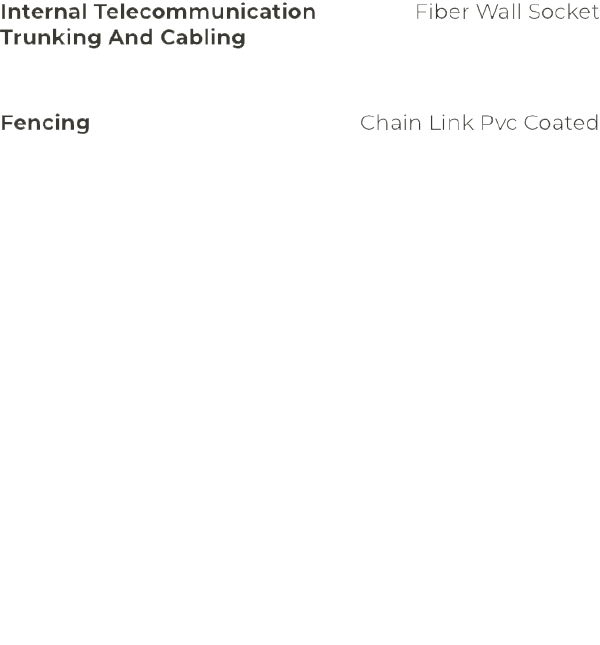 Internal Telecommunication Fiber Wall Socket
Trunking And Cabling
Fencing Chain Link Pvc Coated